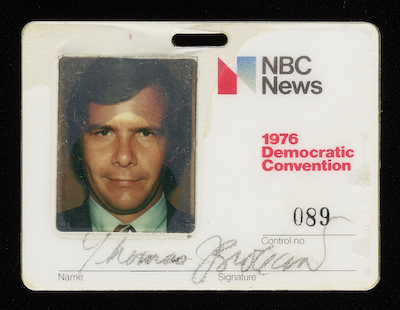 NBC
News
1976
Democratic
Convention
089
Control no.
Thomas J Brokaw
Name
Signature